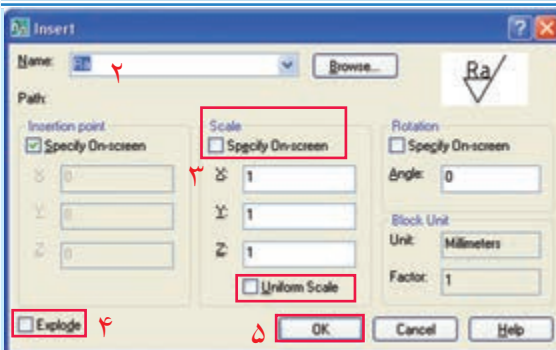 Insert
Name: Ra ۲ Browse... Ra
Path:
Insertion point Scale Rotation
Specify On-screen Specify On-screen Specify On-screen
X: 0 ۳ X: 1 Angle: 0
Y: 0 Y: 1 Block Unit
Z: 0 Z: 1 Unit: Millimeters
Uniform Scale Factor: 1
Explode ۴ ۵ OK Cancel Help